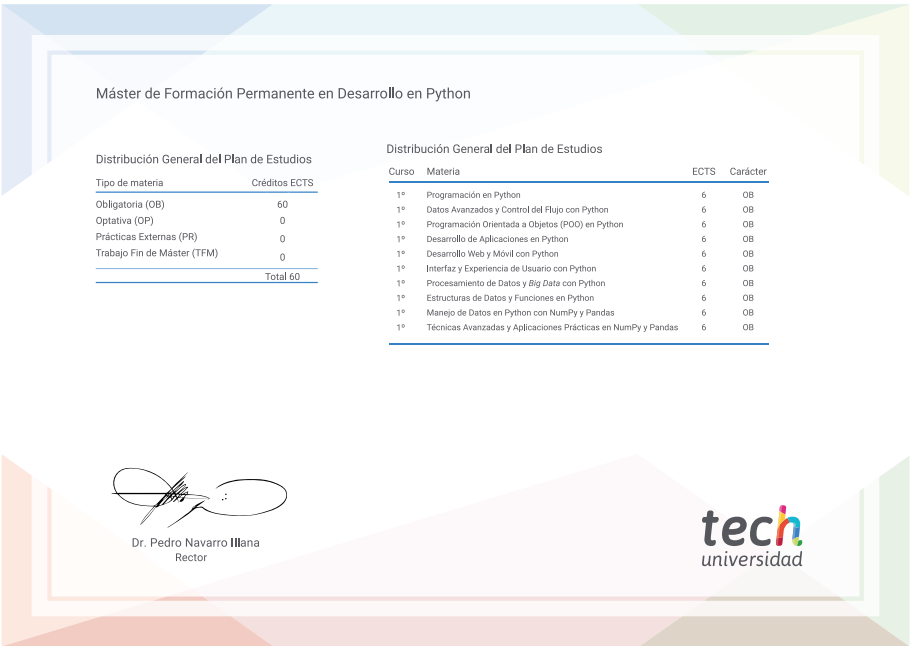 Máster de Formación Permanente en Desarrollo en Python
Distribución General del Plan de Estudios
Tipo de materia Créditos ECTS
Obligatoria (OB) 60
Optativa (OP) 0
Prácticas Externas (PR) 0
Trabajo Fin de Máster (TFM) 0
Total 60
Distribución General del Plan de Estudios
Curso Materia ECTS Carácter
1º Programación en Python 6 OB
1º Datos Avanzados y Control del Flujo con Python 6 OB
1º Programación Orientada a Objetos (POO) en Python 6 OB
1º Desarrollo de Aplicaciones en Python 6 OB
1º Desarrollo Web y Móvil con Python 6 OB
1º Interfaz y Experiencia de Usuario con Python 6 OB
1º Procesamiento de Datos y Big Data con Python 6 OB
1º Estructuras de Datos y Funciones en Python 6 OB
1º Manejo de Datos en Python con NumPy y Pandas 6 OB
1º Técnicas Avanzadas y Aplicaciones Prácticas en NumPy y Pandas 6 OB
Dr. Pedro Navarro Illana
Rector
tech
universidad